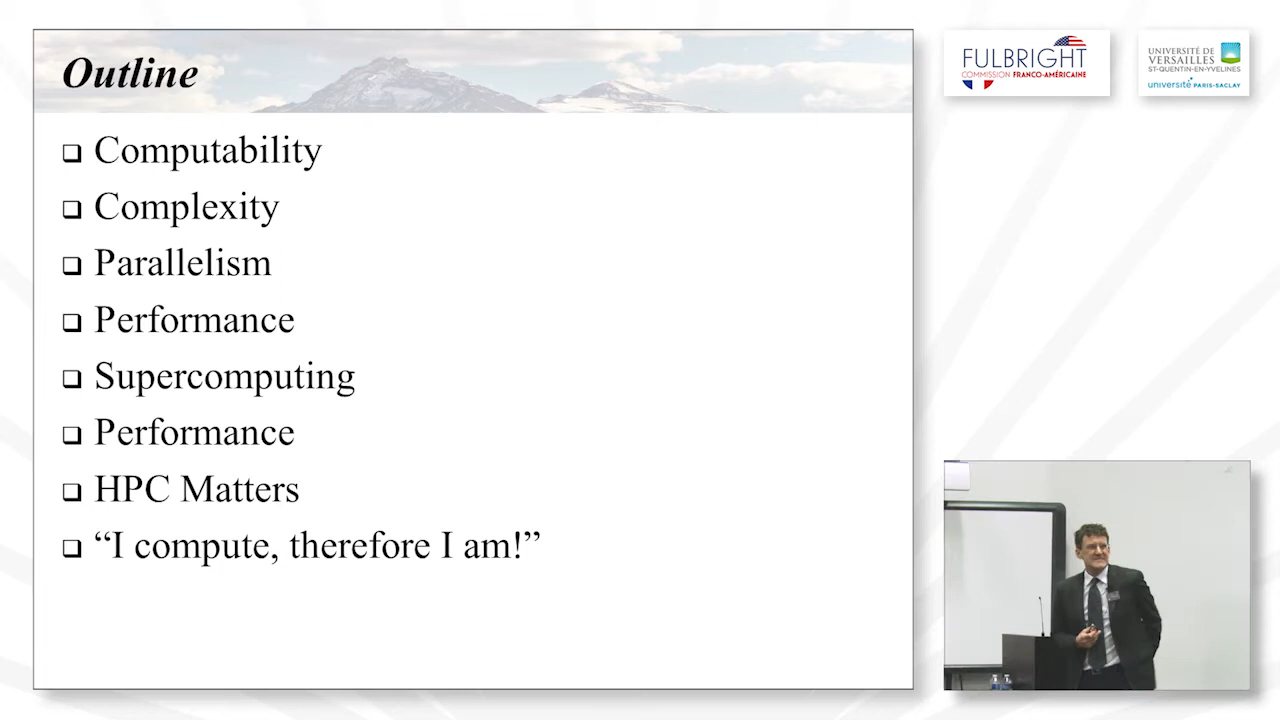 Outline
Computability
Complexity
Parallelism
Performance
Supercomputing
Performance
HPC Matters
“I compute, therefore I am!”
FULBRIGHT
COMMISSION FRANCO-AMÉRICAINE
UNIVERSITÉ DE
VERSAILLES
ST-QUENTIN-EN-YVELINES
université PARIS-SACLAY